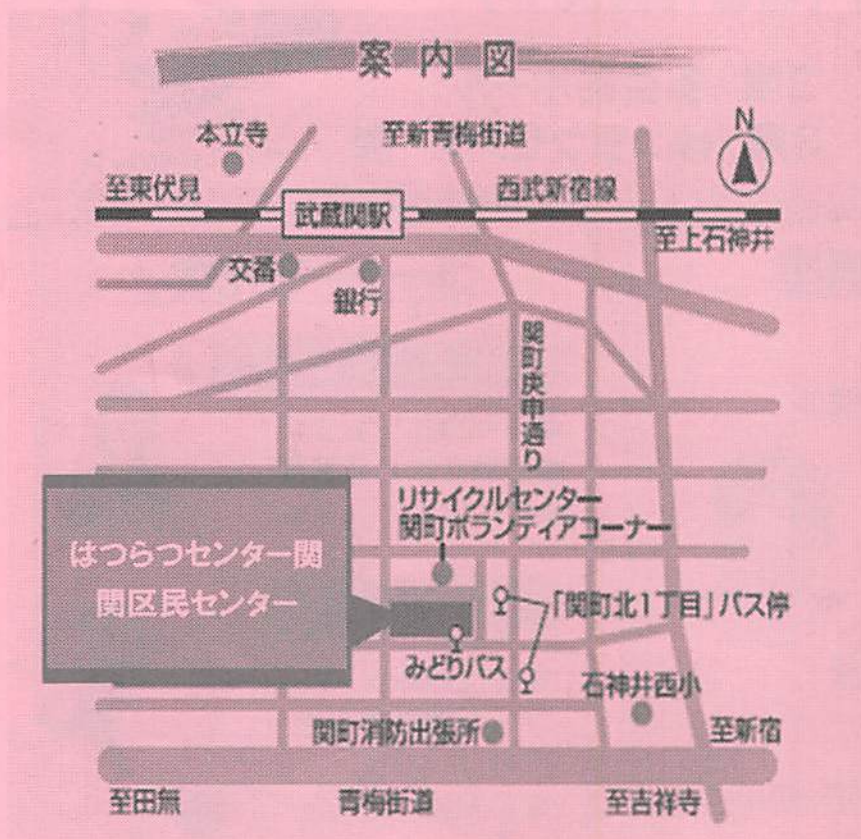 案内図
本立寺
至新青梅街道
N
至東伏見
西武新宿線
武蔵関駅
至上石神井
交番
銀行
関町庚申通り
リサイクルセンター
関町ボランティアコーナー
はつらつセンター関
関区民センター
「関町北1丁目」バス停
みどりバス
石神井西小
関町消防出張所
至新宿
至田無
青梅街道
至吉祥寺